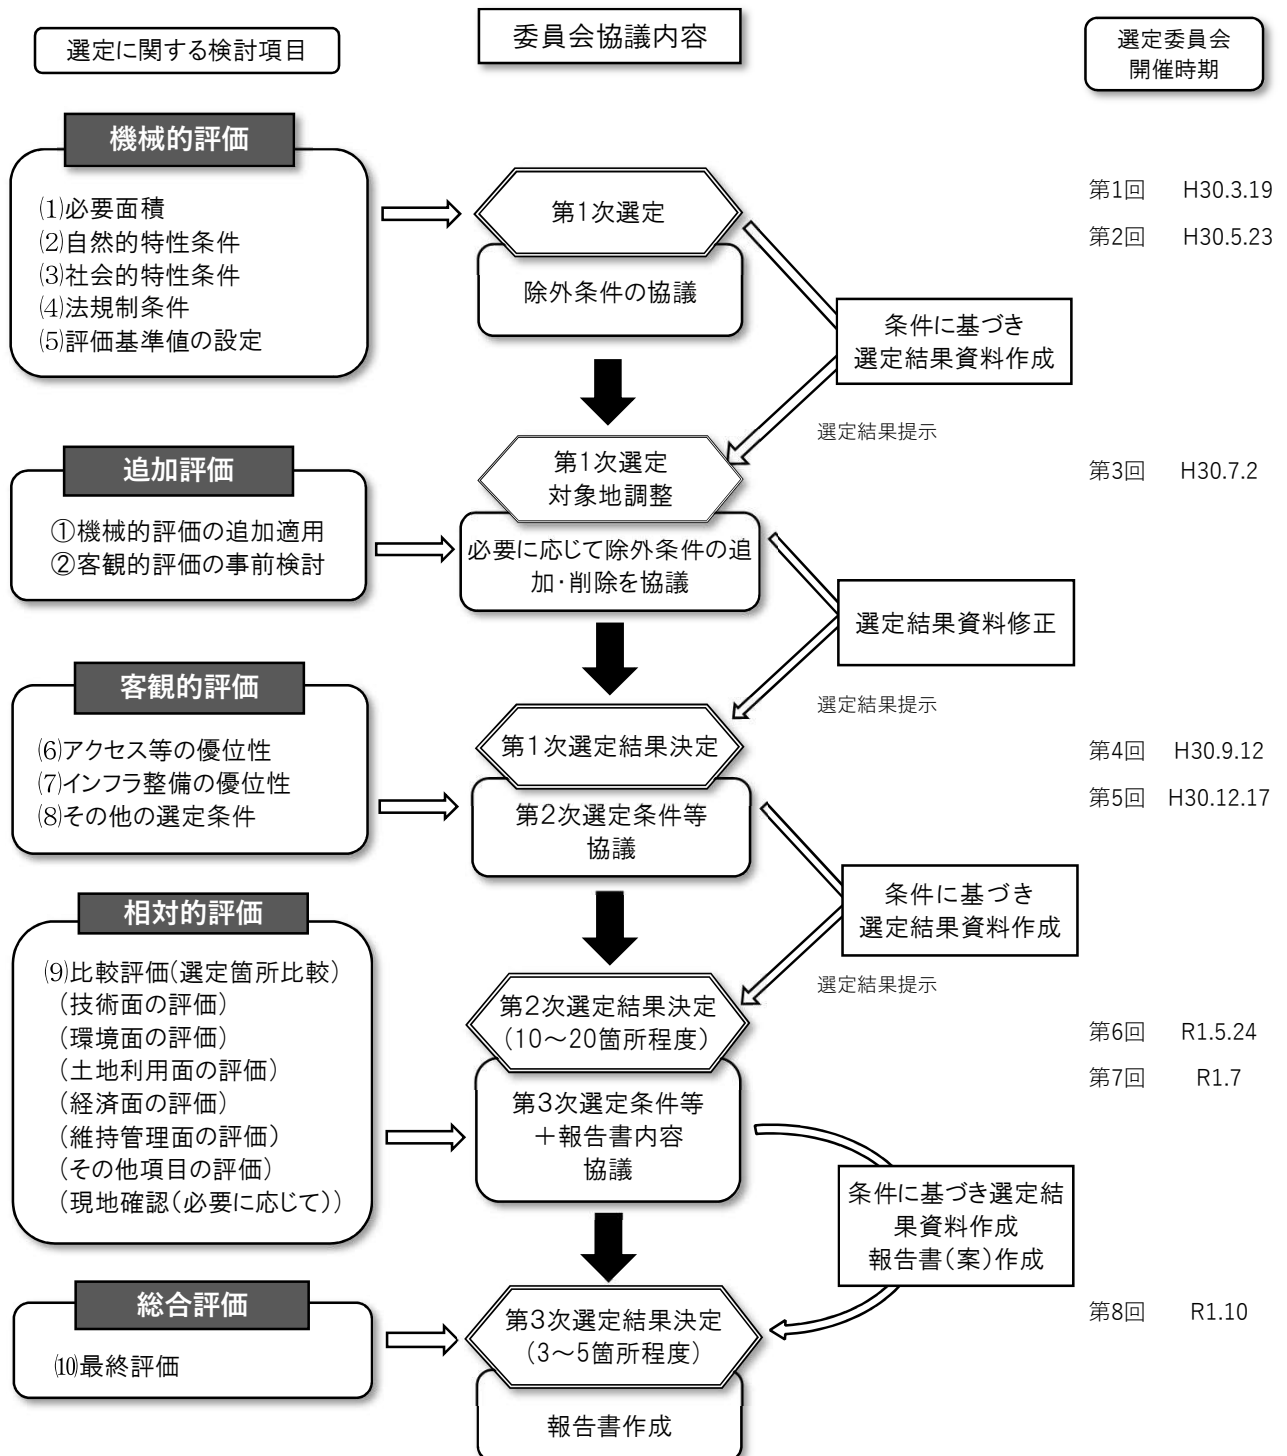 選定に関する検討項目
委員会協議内容
選定委員会
開催時期
機械的評価
⑴必要面積
⑵自然的特性条件
⑶社会的特性条件
⑷法規制条件
⑸評価基準値の設定
第1次選定
除外条件の協議
条件に基づき
選定結果資料作成
選定結果提示
第1回 H30.3.19
第2回 H30.5.23
追加評価
①機械的評価の追加適用
②客観的評価の事前検討
第1次選定
対象地調整
必要に応じて除外条件の追
加・削除を協議
選定結果資料修正
選定結果提示
第3回 H30.7.2
客観的評価
⑹アクセス等の優位性
⑺インフラ整備の優位性
⑻その他の選定条件
第1次選定結果決定
第2次選定条件等
協議
条件に基づき
選定結果資料作成
選定結果提示
第4回 H30.9.12
第5回 H30.12.17
相対的評価
⑼比較評価(選定箇所比較)
(技術面の評価)
(環境面の評価)
(土地利用面の評価)
(経済面の評価)
(維持管理面の評価)
(その他項目の評価)
(現地確認(必要に応じて))
第2次選定結果決定
(10～20箇所程度)
第3次選定条件等
＋報告書内容
協議
条件に基づき選定結
果資料作成
報告書(案)作成
第6回 R1.5.24
第7回 R1.7
総合評価
⑽最終評価
第3次選定結果決定
(3～5箇所程度)
報告書作成
第8回 R1.10